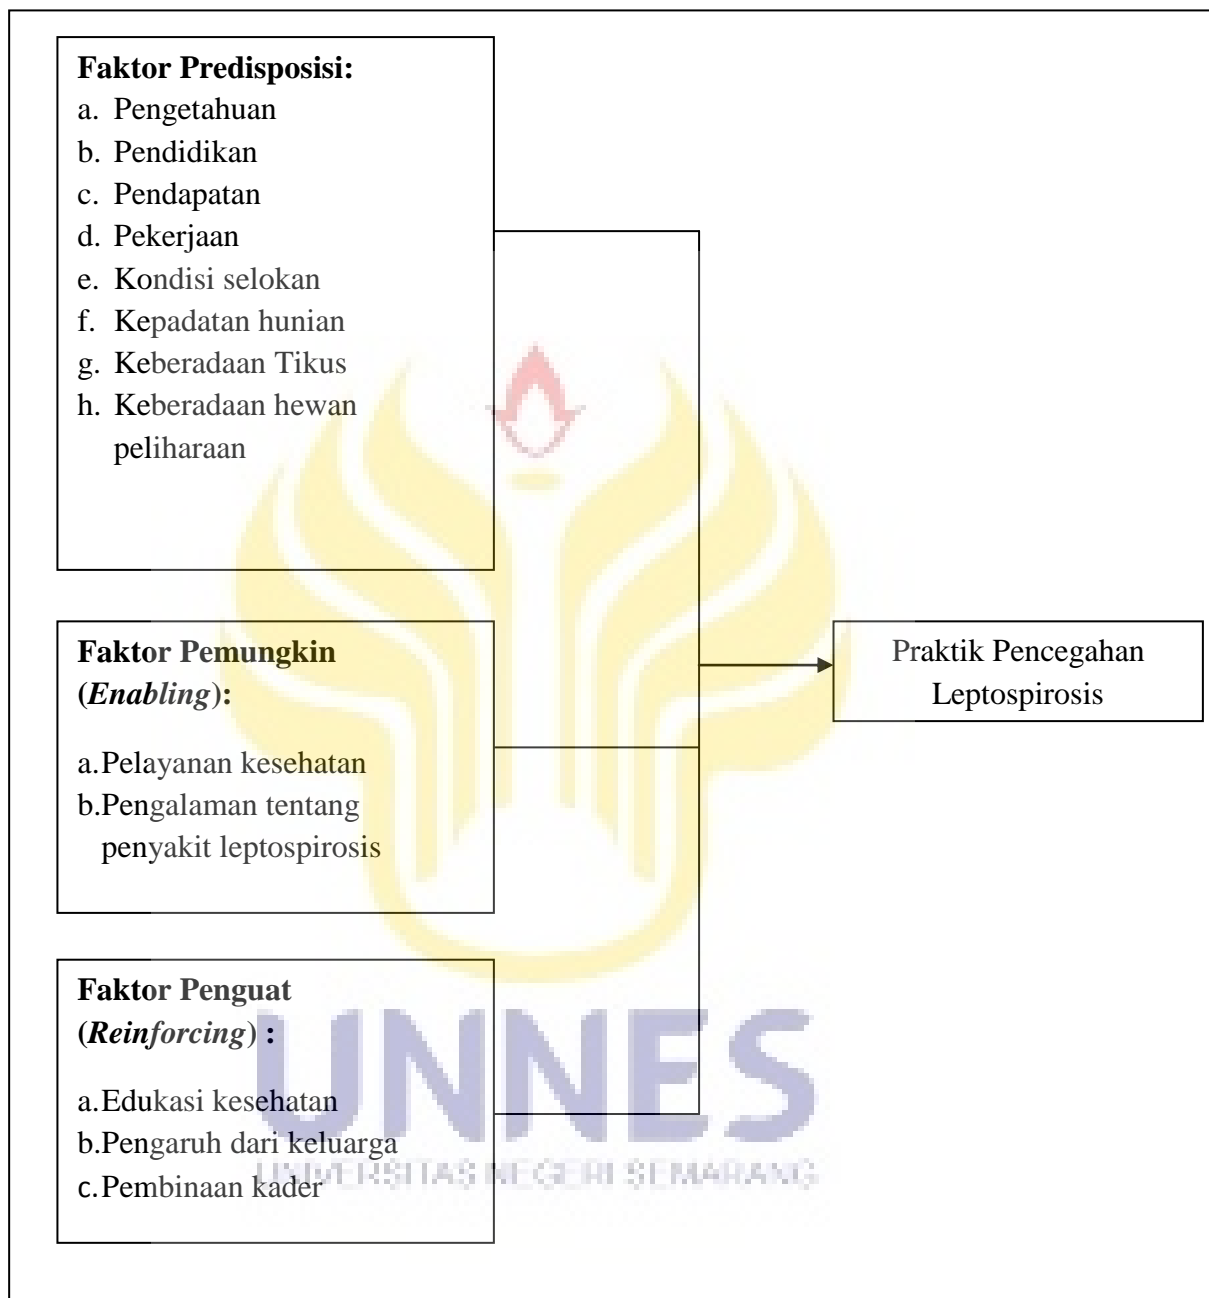 Faktor Predisposisi:
a. Pengetahuan
b. Pendidikan
c. Pendapatan
d. Pekerjaan
e. Kondisi selokan
f. Kepadatan hunian
g. Keberadaan Tikus
h. Keberadaan hewan
peliharaan
Faktor Pemungkin
(Enabling):
a.Pelayanan kesehatan
b.Pengalaman tentang
penyakit leptospirosis
Praktik Pencegahan
Leptospirosis
Faktor Penguat
(Reinforcing) :
a.Edukasi kesehatan
b.Pengaruh dari keluarga
c.Pembinaan kader
UNNES
UNIVERSITAS NEGERI SEMARANG